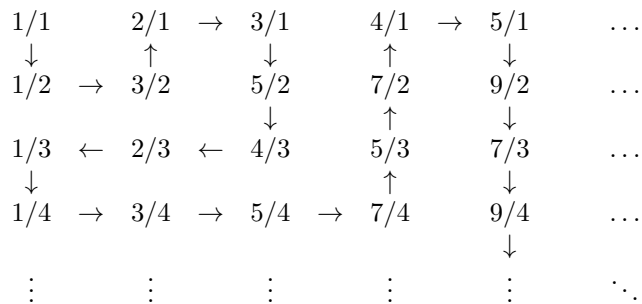 1/1 2/1 → 3/1 4/1 → 5/1 …
↓ ↑ ↓ ↑ ↓
1/2 → 3/2 5/2 7/2 9/2 …
↓ ↑ ↓
1/3 ← 2/3 ← 4/3 5/3 7/3 …
↓ ↑ ↓
1/4 → 3/4 → 5/4 → 7/4 9/4 …
↓
⋮ ⋮ ⋮ ⋮ ⋮ ⋱